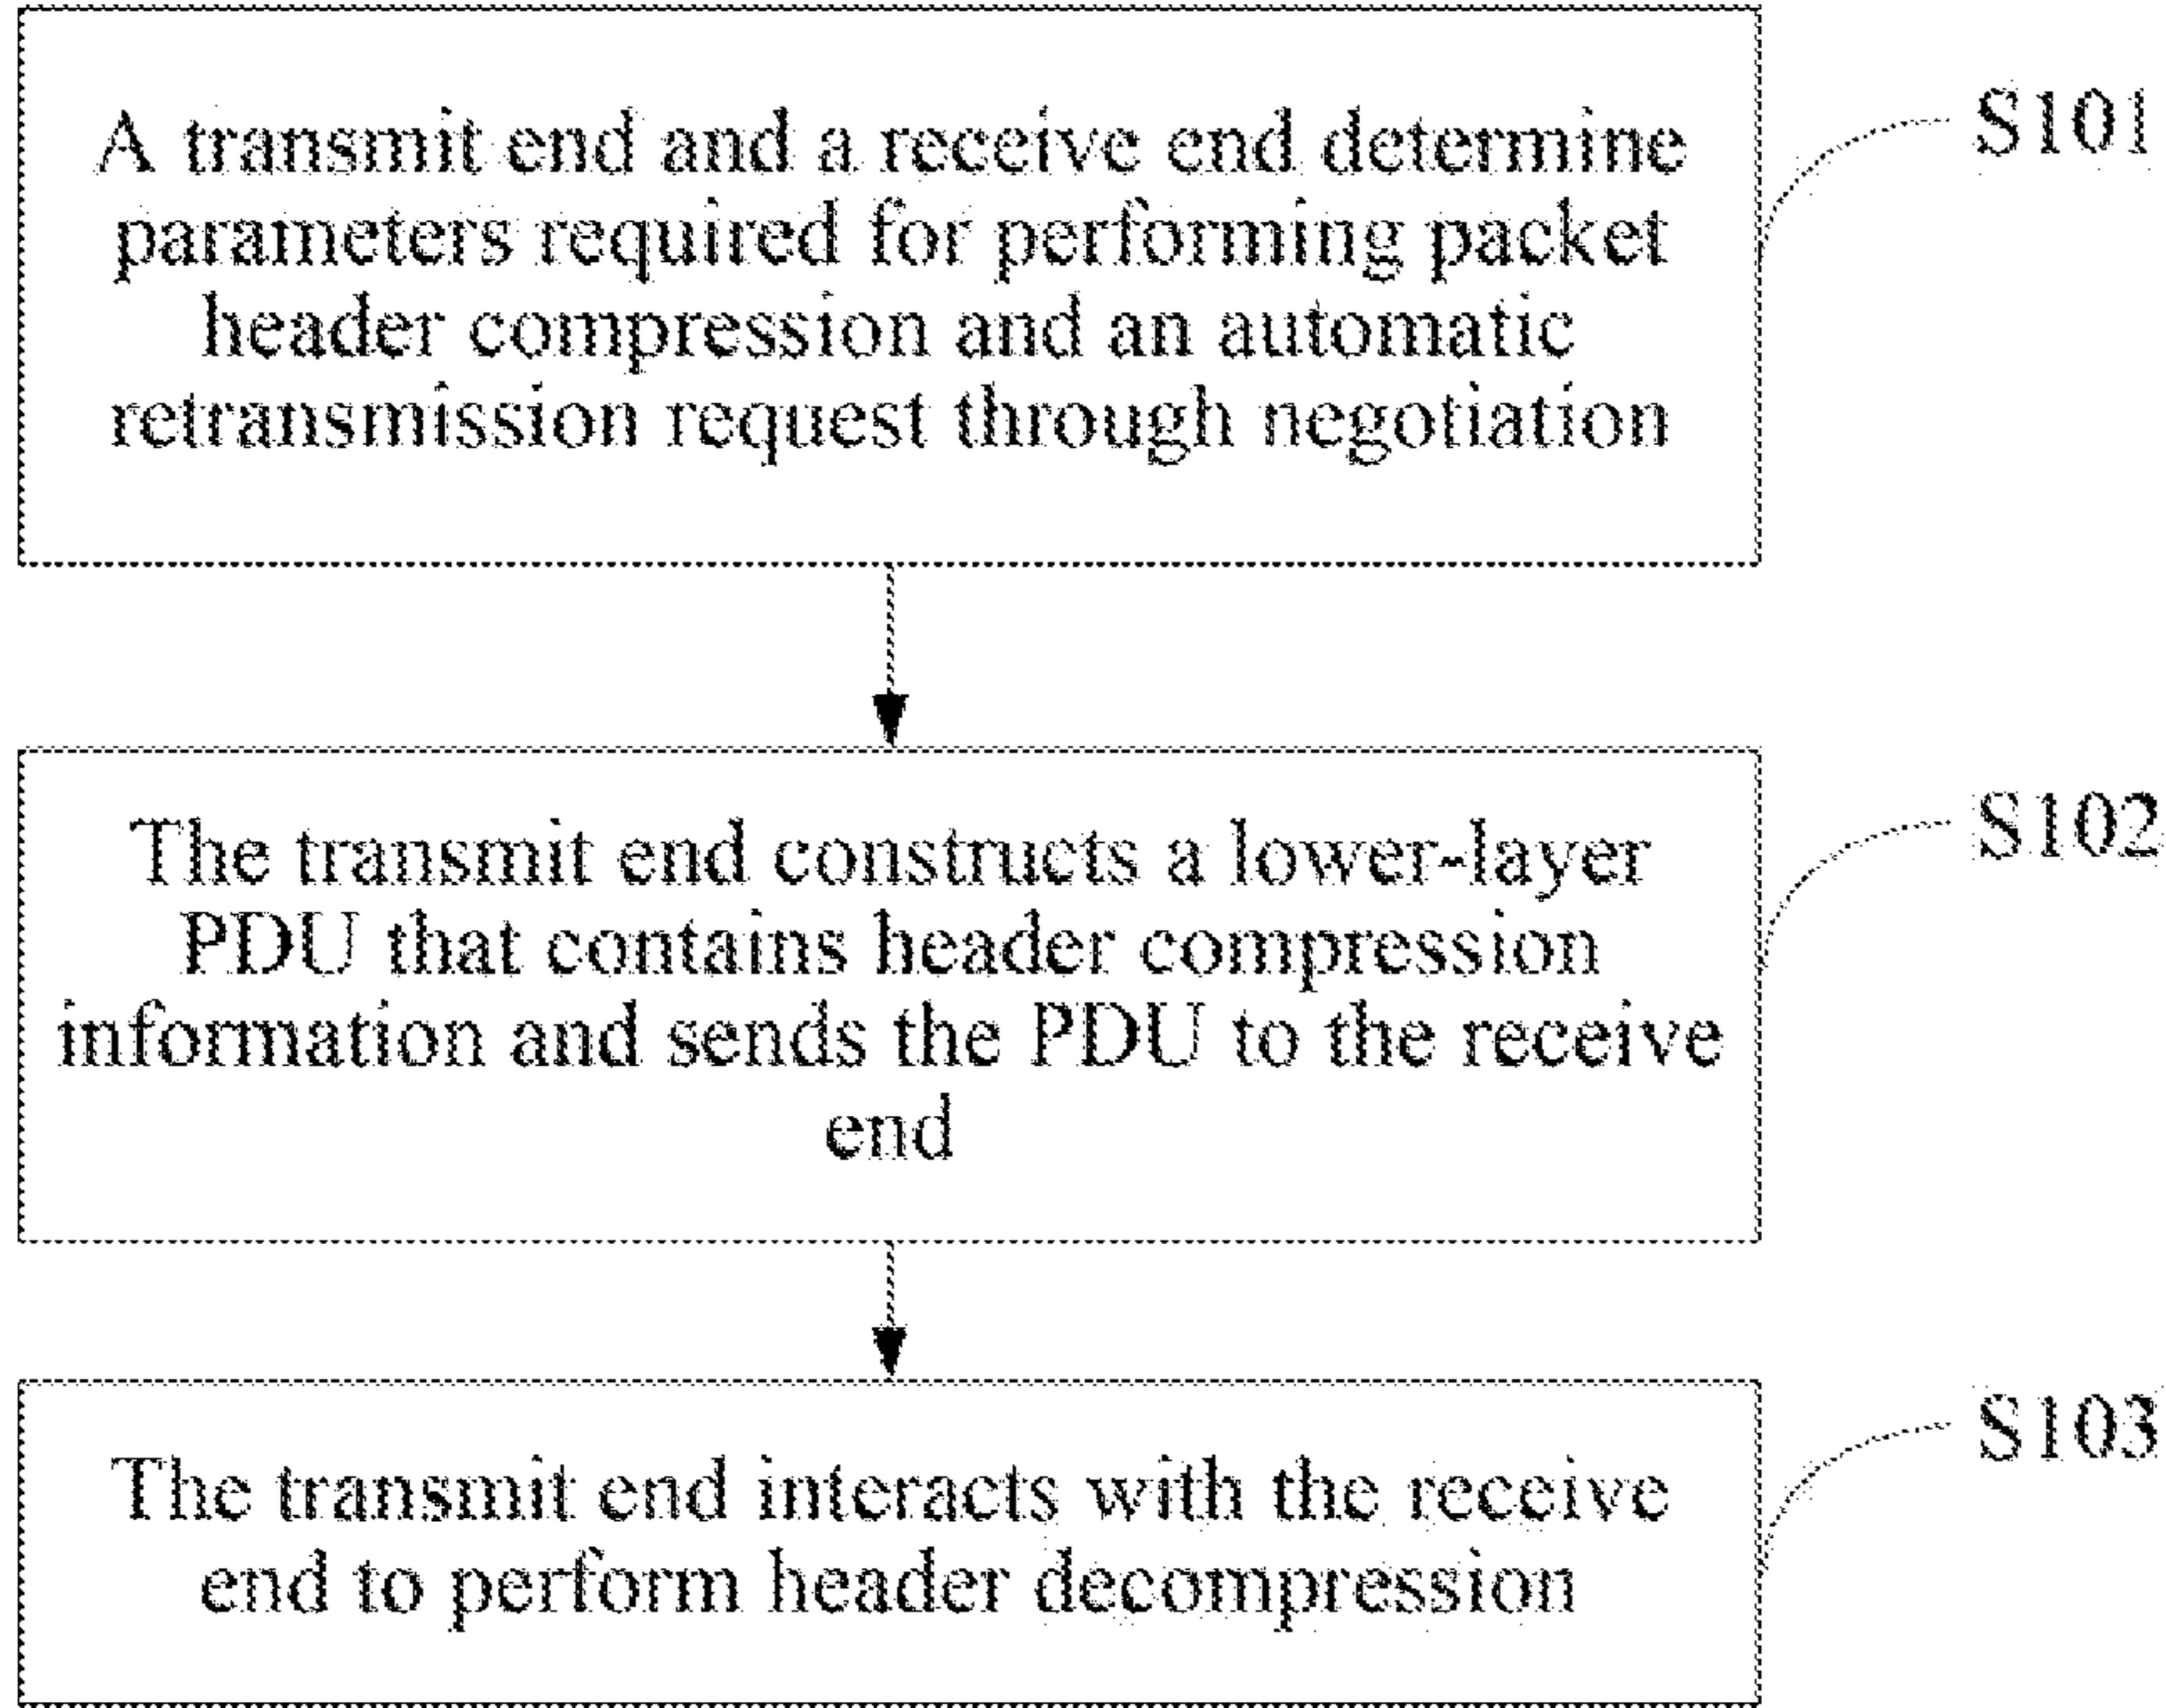 A transmit end and a receive end determine
parameters required for performing packet
header compression and an automatic
retransmission request through negotiation
S101
The transmit end constructs a lower-layer
PDU that contains header compression
information and sends the PDU to the receive
end
S102
The transmit end interacts with the receive
end to perform header decompression
S103